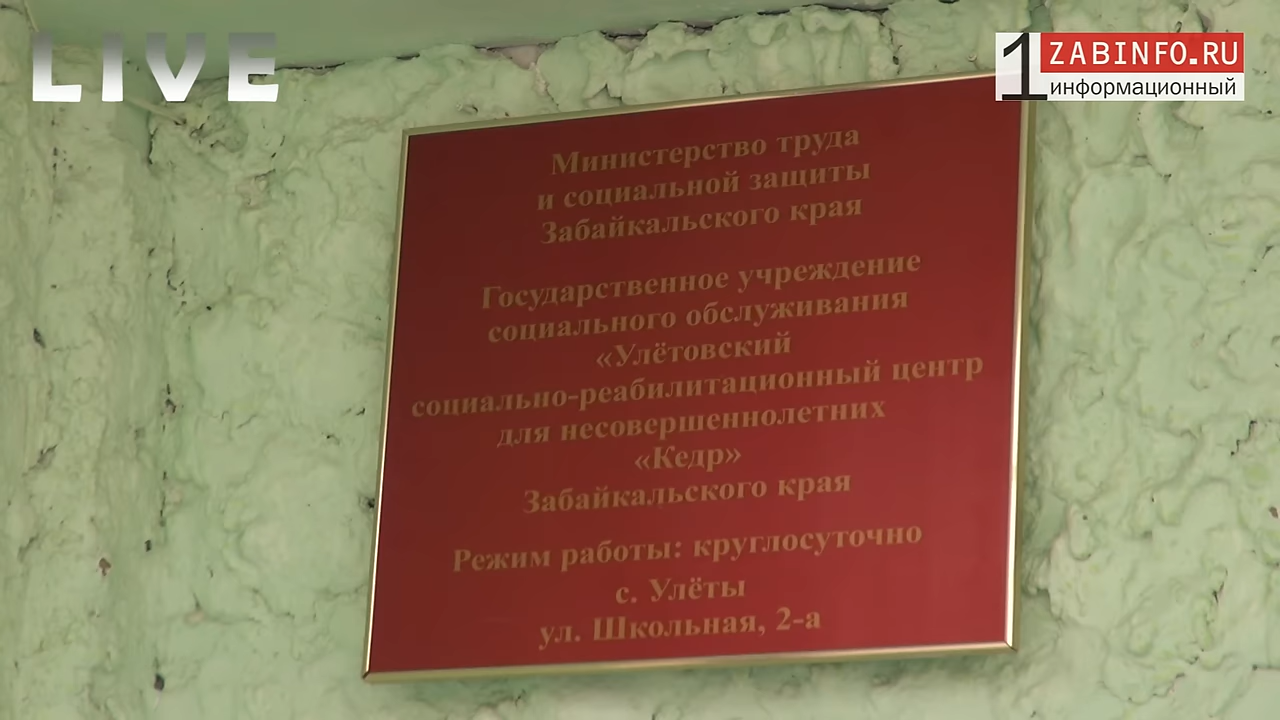 LIVE
1 ZABINFO.RU
информационный
Министерство труда
и социальной защиты
Забайкальского края
Государственное учреждение
социального обслуживания
«Улётовский
социально-реабилитационный центр
для несовершеннолетних
«Кедр»
Забайкальского края
Режим работы: круглосуточно
с. Улёты
ул. Школьная, 2-а